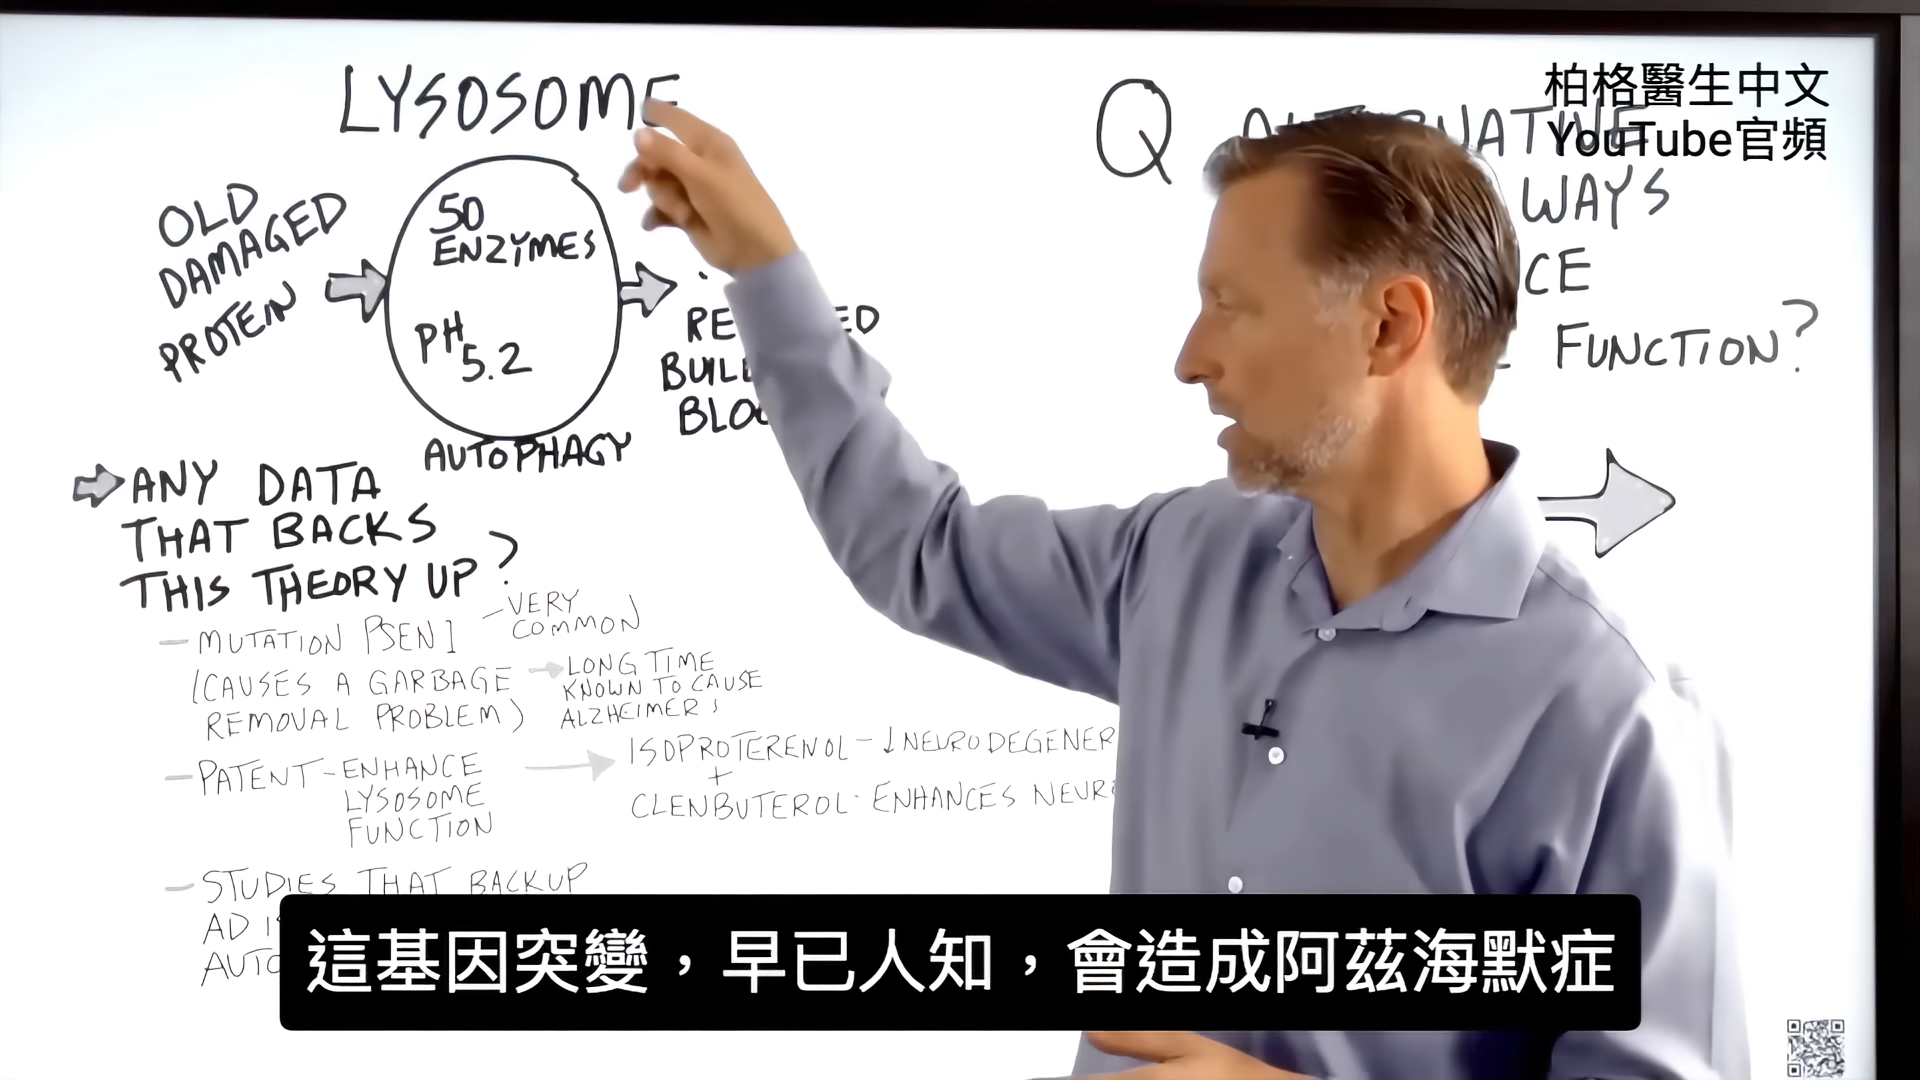 LYSOSOME
OLD
DAMAGED
PROTEIN
50
ENZYMES
PH
5.2
AUTOPHAGY
ANY DATA
THAT BACKS
THIS THEORY UP?
- MUTATION PSEN1
- VERY
COMMON
(CAUSES A GARBAGE
REMOVAL PROBLEM)
LONG TIME
KNOWN TO CAUSE
ALZHEIMER'S
- PATENT - ENHANCE
LYSOSOME
FUNCTION
ISOPROTERENOL - ↓NEURODEGENER
+
CLENBUTEROL - ENHANCES NEUR
- STUDIES THAT BACKUP
AD
Q
WAYS
FUNCTION?
柏格醫生中文
YouTube官頻
這基因突變，早已人知，會造成阿茲海默症